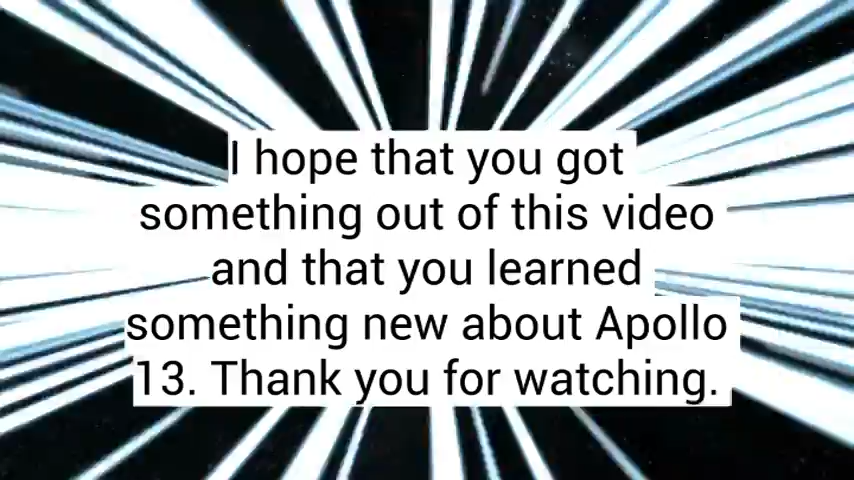 I hope that you got
something out of this video
and that you learned
something new about Apollo
13. Thank you for watching.